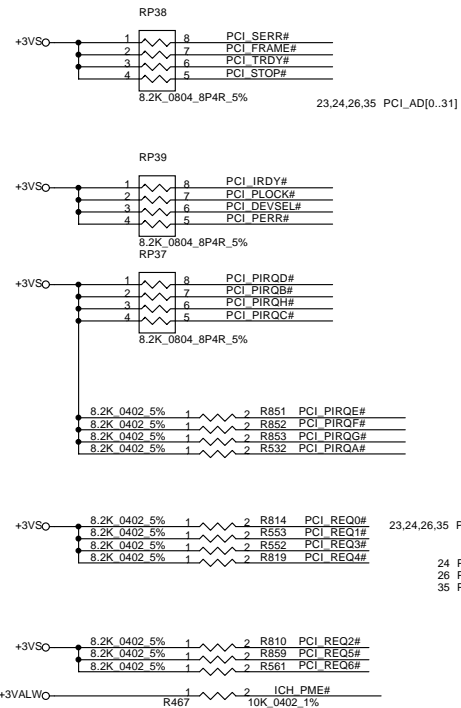 RP38
+3VS 1 8 PCI_SERR#
2 7 PCI_FRAME#
3 6 PCI_TRDY#
4 5 PCI_STOP#
8.2K_0804_8P4R_5%
23,24,26,35 PCI_AD[0..31]
RP39
+3VS 1 8 PCI_IRDY#
2 7 PCI_PLOCK#
3 6 PCI_DEVSEL#
4 5 PCI_PERR#
8.2K_0804_8P4R_5%
RP37
+3VS 1 8 PCI_PIRQD#
2 7 PCI_PIRQB#
3 6 PCI_PIRQH#
4 5 PCI_PIRQC#
8.2K_0804_8P4R_5%
8.2K_0402_5% 1 2 R851 PCI_PIRQE#
8.2K_0402_5% 1 2 R852 PCI_PIRQF#
8.2K_0402_5% 1 2 R853 PCI_PIRQG#
8.2K_0402_5% 1 2 R532 PCI_PIRQA#
+3VS 8.2K_0402_5% 1 2 R814 PCI_REQ0# 23,24,26,35 P
8.2K_0402_5% 1 2 R553 PCI_REQ1#
8.2K_0402_5% 1 2 R552 PCI_REQ3#
8.2K_0402_5% 1 2 R819 PCI_REQ4#
24 P
26 P
35 P
+3VS 8.2K_0402_5% 1 2 R810 PCI_REQ2#
8.2K_0402_5% 1 2 R859 PCI_REQ5#
8.2K_0402_5% 1 2 R561 PCI_REQ6#
+3VALW 1 2 ICH_PME#
R467 10K_0402_1%